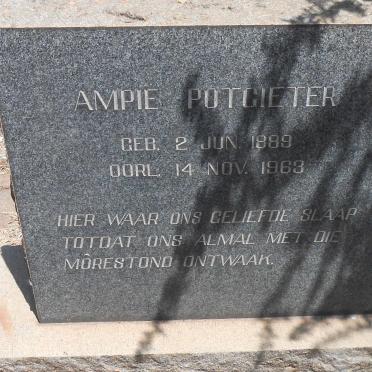 AMPIE POTGIETER
GEB. 2 JUN. 1889
OORL. 14 NOV. 1963
HIER WAAR ONS GELIEFDE SLAAP
TOTDAT ONS ALMAL MET DIE
MÔRESTOND ONTWAAK.